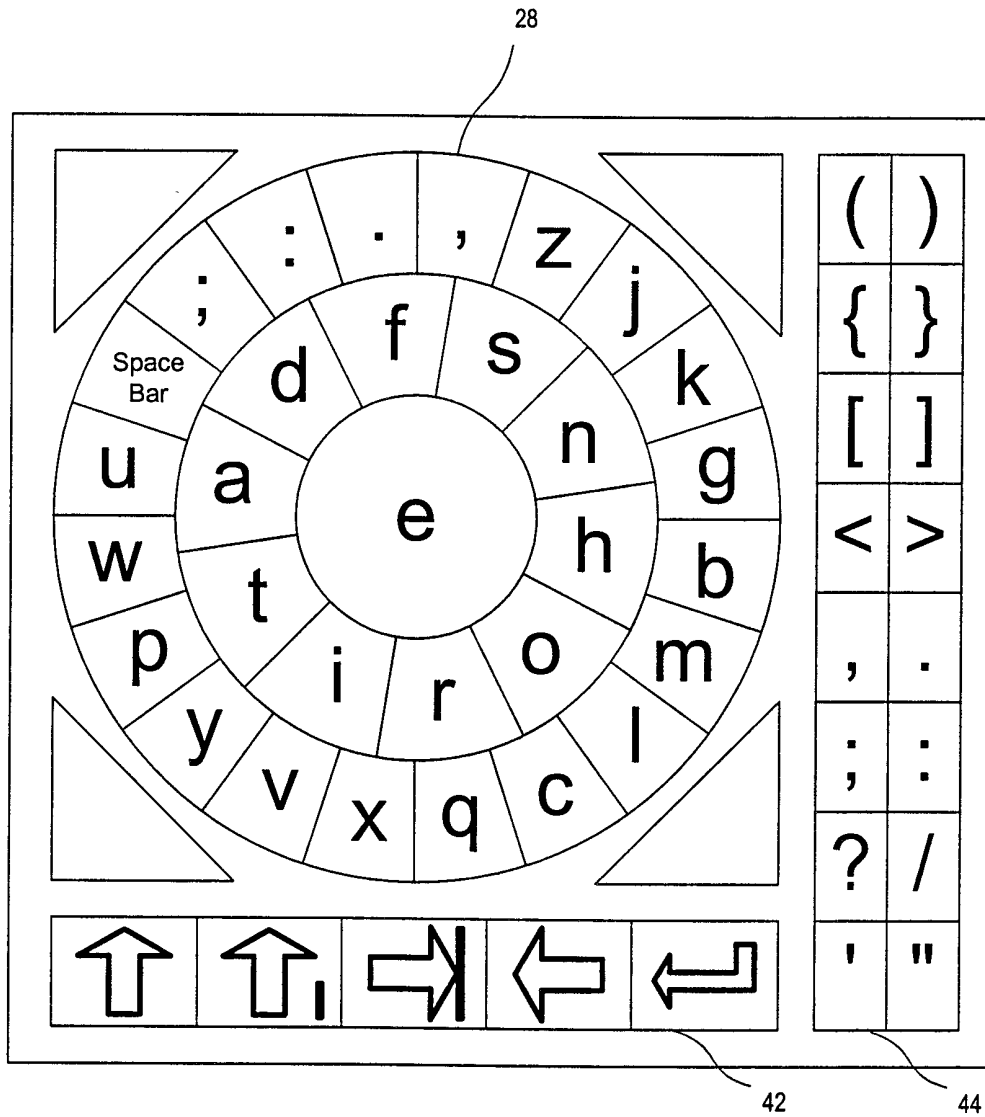 28
. ,
: z
; j
Space
Bar
k
u g
w b
p m
y l
v c
x q
f s
d n
a h
t o
i r
e
( )
{ }
[ ]
< >
, .
; :
? /
' "
42
44